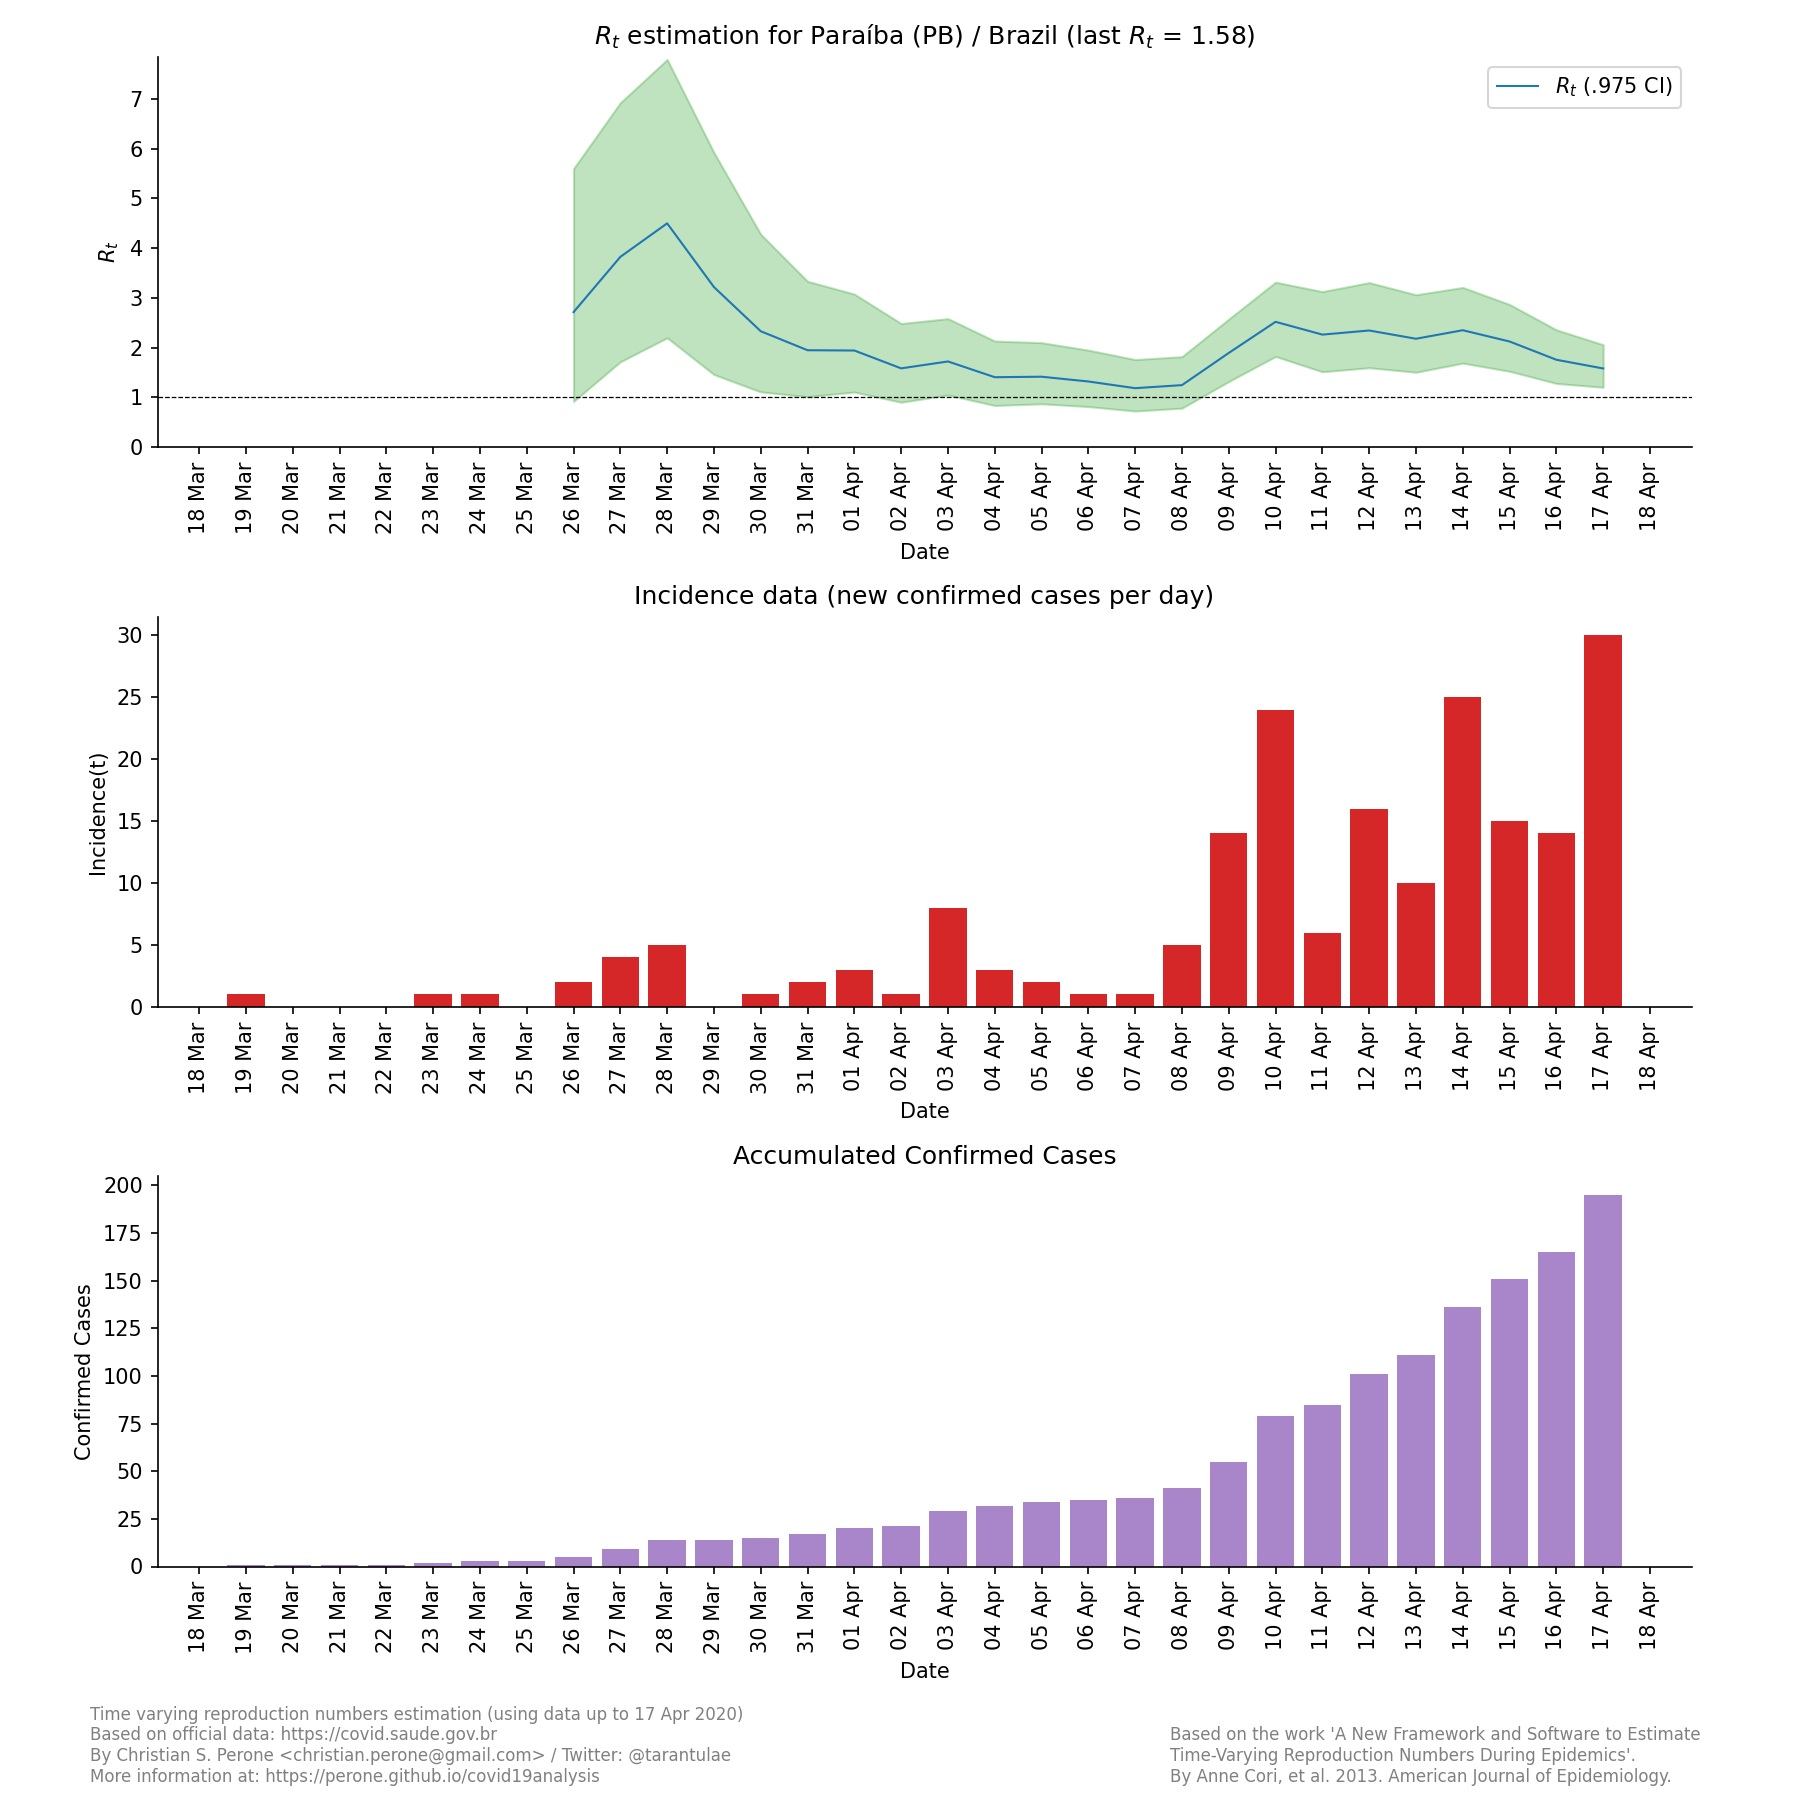 Rt estimation for Paraíba (PB) / Brazil (last Rt = 1.58)
Rt (.975 CI)
Rt
7
6
5
4
3
2
1
0
18 Mar 19 Mar 20 Mar 21 Mar 22 Mar 23 Mar 24 Mar 25 Mar 26 Mar 27 Mar 28 Mar 29 Mar 30 Mar 31 Mar 01 Apr 02 Apr 03 Apr 04 Apr 05 Apr 06 Apr 07 Apr 08 Apr 09 Apr 10 Apr 11 Apr 12 Apr 13 Apr 14 Apr 15 Apr 16 Apr 17 Apr 18 Apr
Date
Incidence data (new confirmed cases per day)
Incidence(t)
30
25
20
15
10
5
0
18 Mar 19 Mar 20 Mar 21 Mar 22 Mar 23 Mar 24 Mar 25 Mar 26 Mar 27 Mar 28 Mar 29 Mar 30 Mar 31 Mar 01 Apr 02 Apr 03 Apr 04 Apr 05 Apr 06 Apr 07 Apr 08 Apr 09 Apr 10 Apr 11 Apr 12 Apr 13 Apr 14 Apr 15 Apr 16 Apr 17 Apr 18 Apr
Date
Accumulated Confirmed Cases
Confirmed Cases
200
175
150
125
100
75
50
25
0
18 Mar 19 Mar 20 Mar 21 Mar 22 Mar 23 Mar 24 Mar 25 Mar 26 Mar 27 Mar 28 Mar 29 Mar 30 Mar 31 Mar 01 Apr 02 Apr 03 Apr 04 Apr 05 Apr 06 Apr 07 Apr 08 Apr 09 Apr 10 Apr 11 Apr 12 Apr 13 Apr 14 Apr 15 Apr 16 Apr 17 Apr 18 Apr
Date
Time varying reproduction numbers estimation (using data up to 17 Apr 2020)
Based on official data: https://covid.saude.gov.br
By Christian S. Perone <christian.perone@gmail.com> / Twitter: @tarantulae
More information at: https://perone.github.io/covid19analysis
Based on the work 'A New Framework and Software to Estimate
Time-Varying Reproduction Numbers During Epidemics'.
By Anne Cori, et al. 2013. American Journal of Epidemiology.